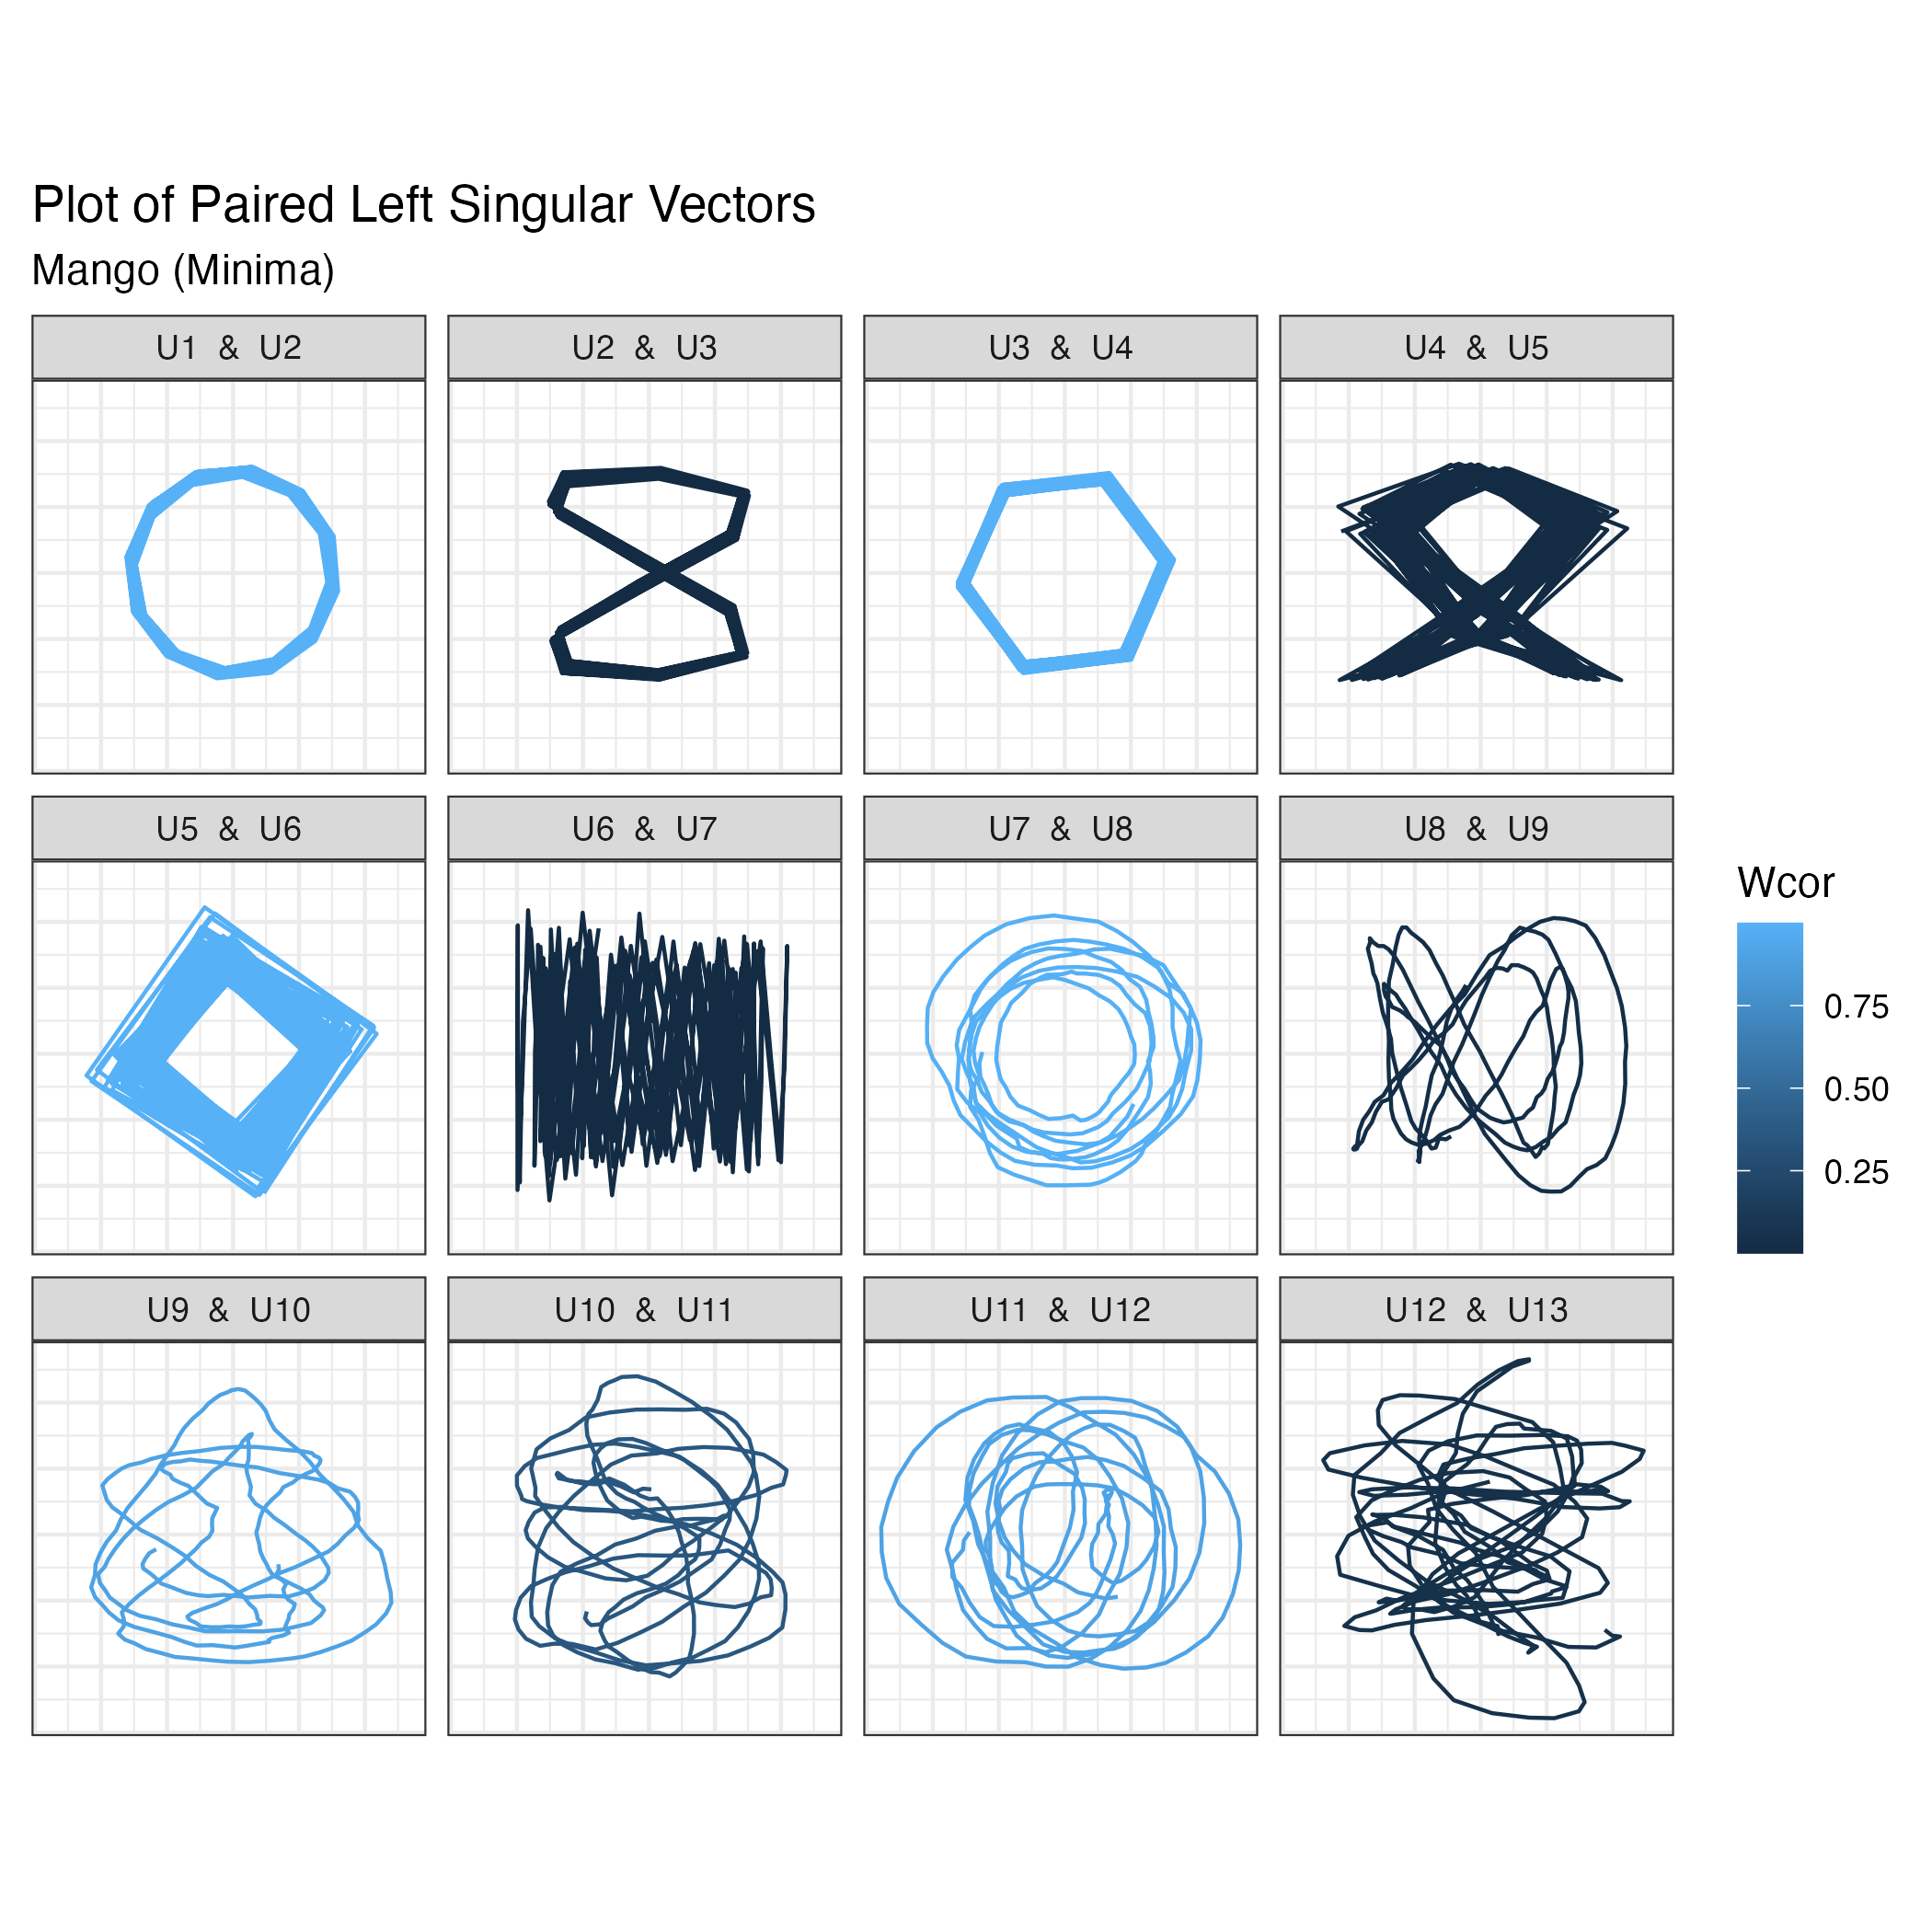 Plot of Paired Left Singular Vectors
Mango (Minima)
U1 & U2
U2 & U3
U3 & U4
U4 & U5
U5 & U6
U6 & U7
U7 & U8
U8 & U9
U9 & U10
U10 & U11
U11 & U12
U12 & U13
Wcor
0.75
0.50
0.25